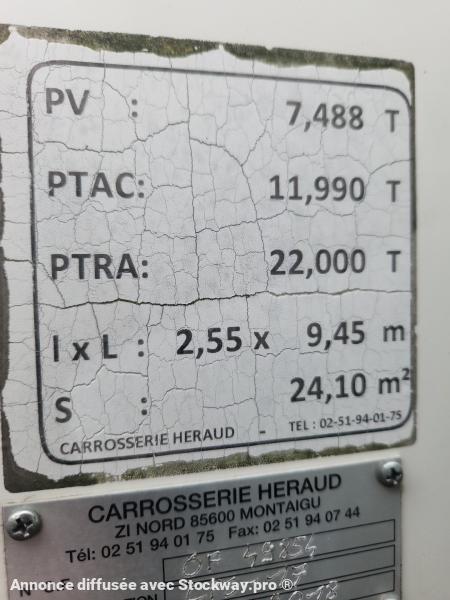 PV : 7,488 T
PTAC: 11,990 T
PTRA: 22,000 T
l x L : 2,55 x 9,45 m
S : 24,10 m²
CARROSSERIE HERAUD - TEL : 02-51-94-01-75
CARROSSERIE HERAUD
ZI NORD 85600 MONTAIGU
Tél: 02 51 94 01 75 Fax: 02 51 94 07 44
OF 49854
Annonce diffusée avec Stockway.pro ®